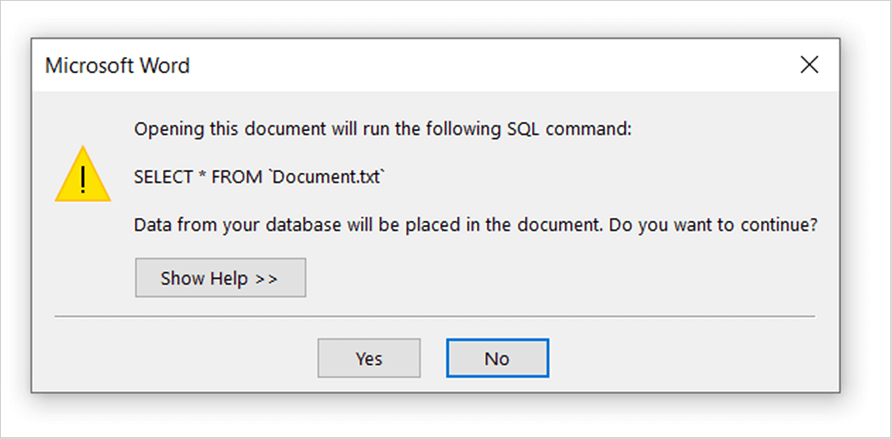 Microsoft Word
Opening this document will run the following SQL command:
SELECT * FROM `Document.txt`
Data from your database will be placed in the document. Do you want to continue?
Show Help >>
Yes
No